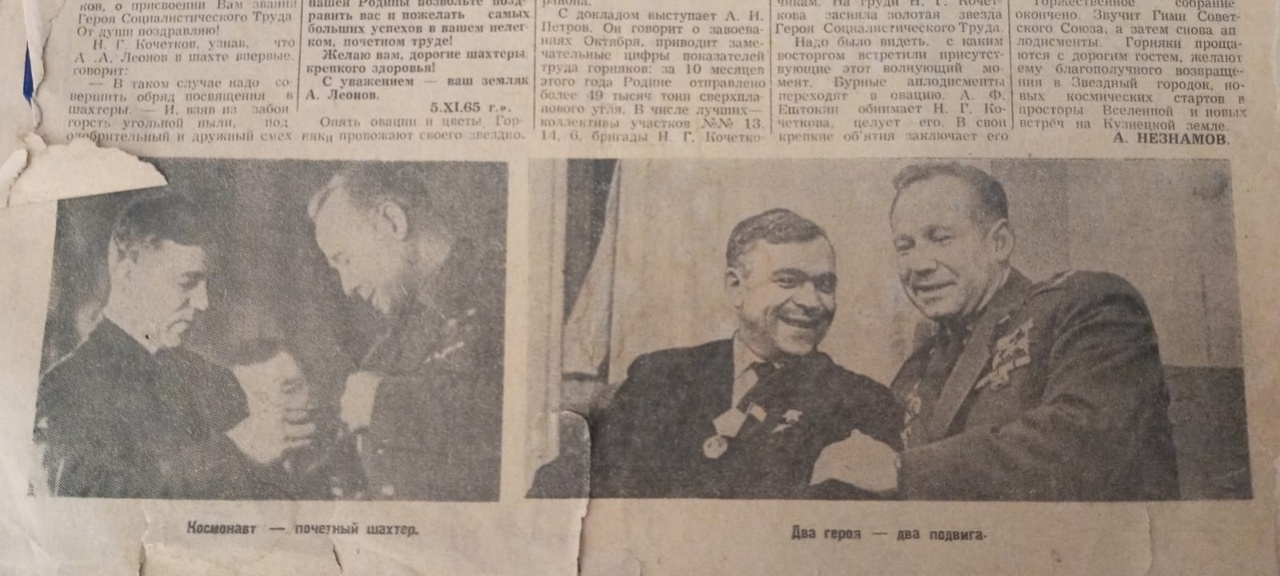 ков, о присвоении Вам звания
Героя Социалистического Труда
От души поздравляю!
Н. Г. Кочетков, узнав, что
А. А. Леонов в шахте впервые,
говорит:
— В таком случае надо со-
вершить обряд посвящения в
шахтеры. — И, взяв из забоя
горсть угольной пыли, под
одобрительный и дружный смех
нашей Родины позвольте позд-
равить вас и пожелать самых
больших успехов в вашем нелег-
ком, почетном труде!
Желаю вам, дорогие шахтеры,
крепкого здоровья!
С уважением — ваш земляк
А. Леонов.
5.XI.65 г.».
Опять овации и цветы. Гор-
няки провожают своего звездно-
района.
С докладом выступает А. И.
Петров. Он говорит о завоева-
ниях Октября, приводит заме-
чательные цифры показателей
труда горняков: за 10 месяцев
этого года Родине отправлено
более 49 тысяч тонн сверхпла-
нового угля. В числе лучших —
коллективы участков №№ 13,
14, 6, бригады Н. Г. Кочетко-
чикам. На груди Н. Г. Кочет-
кова засияла золотая звезда
Героя Социалистического Труда.
Надо было видеть, с каким
восторгом встретили присутст-
вующие этот волнующий мо-
мент. Бурные аплодисменты
переходят в овацию. А. Ф.
Ештокин обнимает Н. Г. Ко-
четкова, целует его. В свои
крепкие об'ятия заключает его
Торжественное собрание
окончено. Звучит Гимн Совет-
ского Союза, а затем снова ап-
лодисменты. Горняки проща-
ются с дорогим гостем, желают
ему благополучного возвраще-
ния в Звездный городок, но-
вых космических стартов в
просторы Вселенной и новых
встреч на Кузнецкой земле.
А. НЕЗНАМОВ.
Космонавт — почетный шахтер.
Два героя — два подвига.